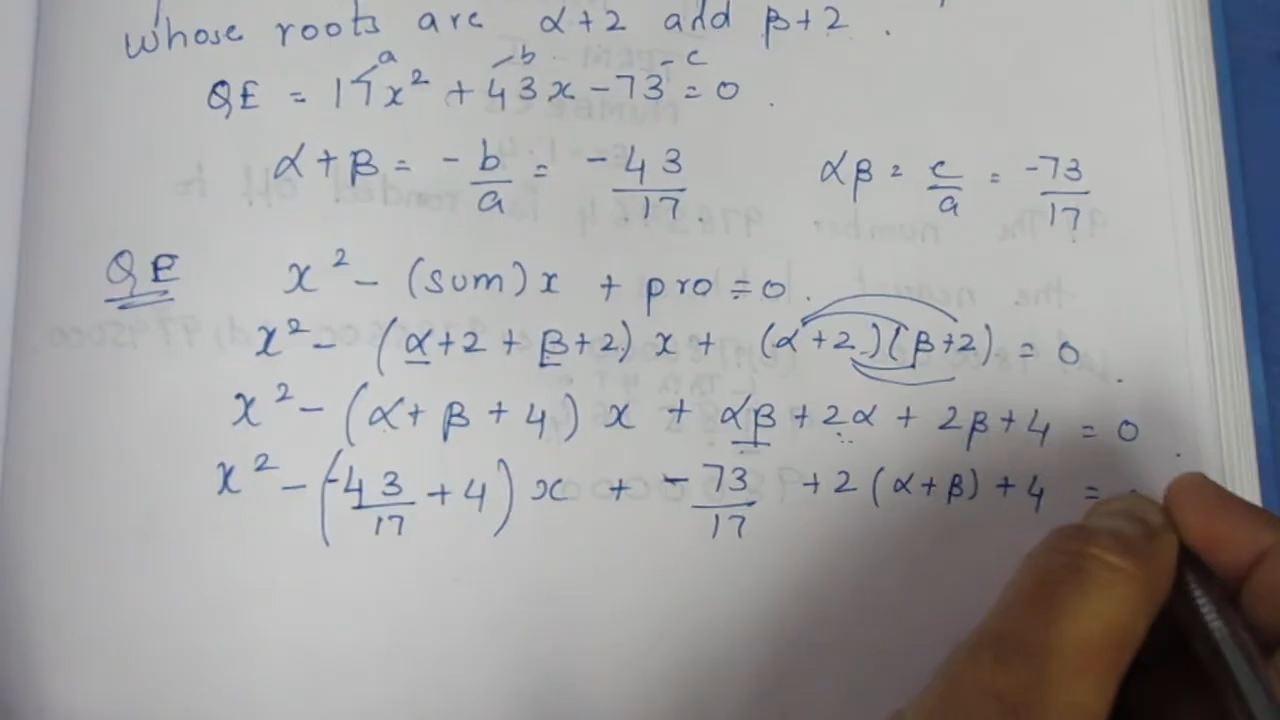 whose roots are α+2 and β+2 .
a b c
QE = 17x² + 43x - 73 = 0 .
α + β = - b/a = -43/17 . αβ = c/a = -73/17
QE x² - (sum)x + pro = 0 .
x² - (α+2 + β+2) x + (α+2)(β+2) = 0 .
x² - (α+ β + 4) x + αβ + 2α + 2β + 4 = 0 .
x² - (-43/17 + 4) x + -73/17 + 2(α+β) + 4 =